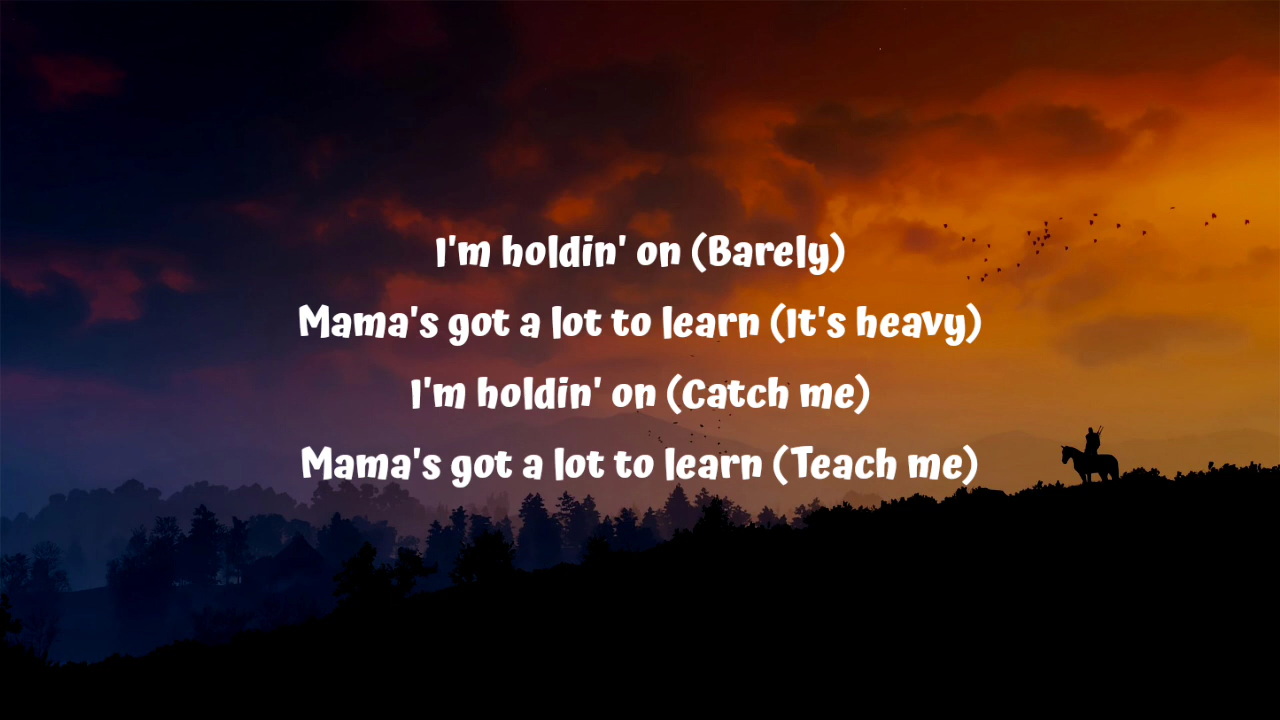 I'm holdin' on (Barely)
Mama's got a lot to learn (It's heavy)
I'm holdin' on (Catch me)
Mama's got a lot to learn (Teach me)